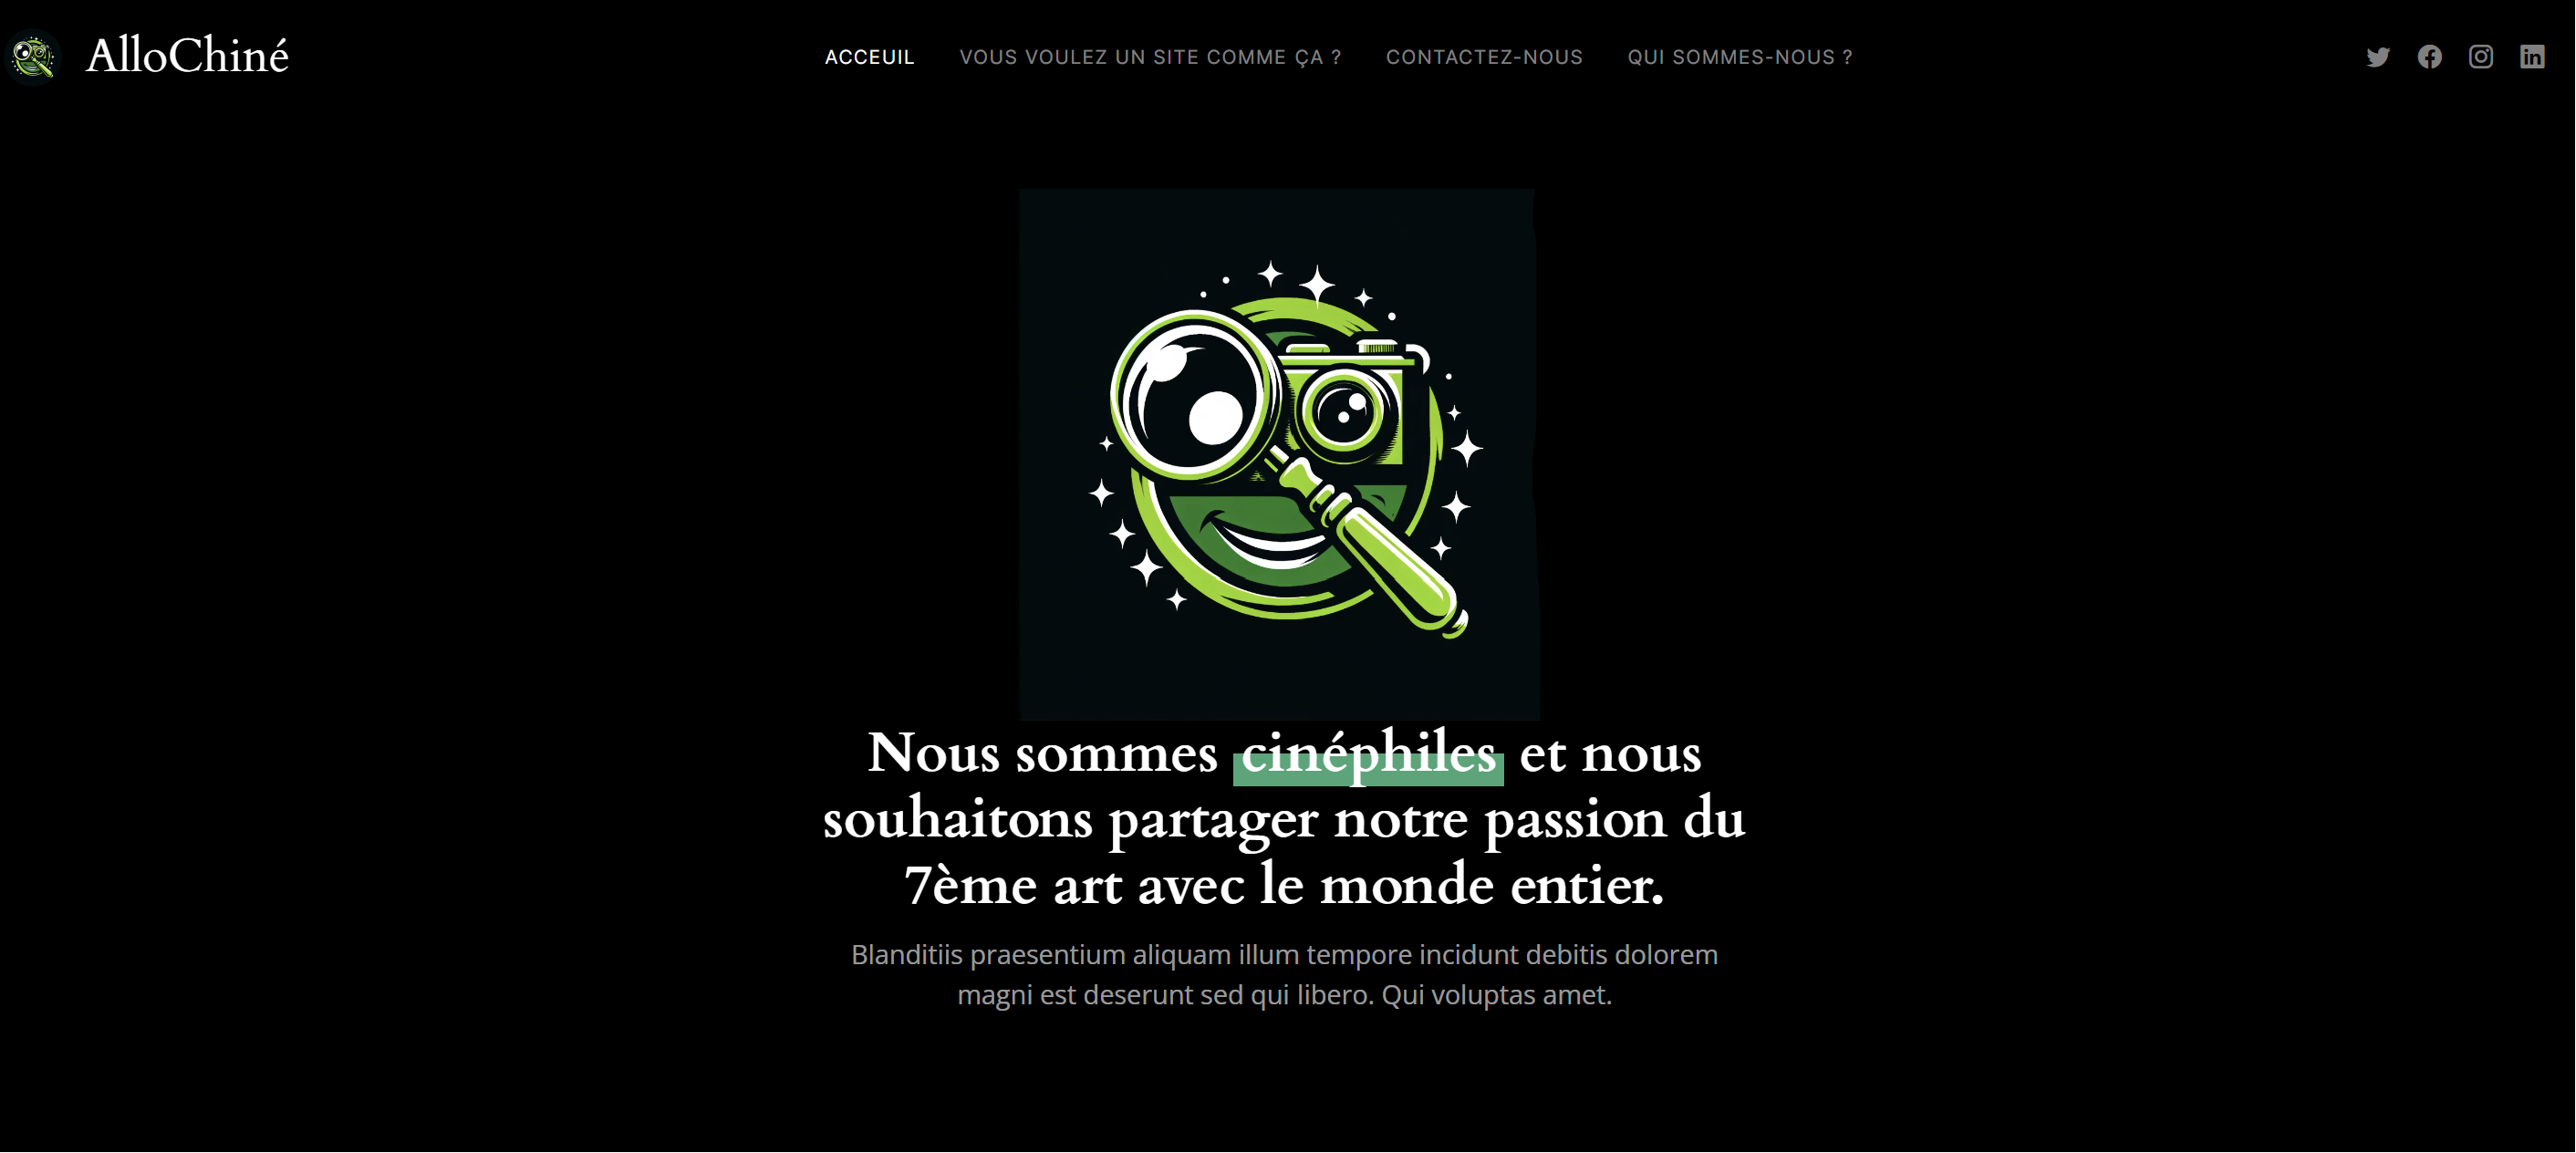 AlloChiné
ACCEUIL
VOUS VOULEZ UN SITE COMME ÇA ?
CONTACTEZ-NOUS
QUI SOMMES-NOUS ?
Nous sommes cinéphiles et nous
souhaitons partager notre passion du
7ème art avec le monde entier.
Blanditiis praesentium aliquam illum tempore incidunt debitis dolorem
magni est deserunt sed qui libero. Qui voluptas amet.